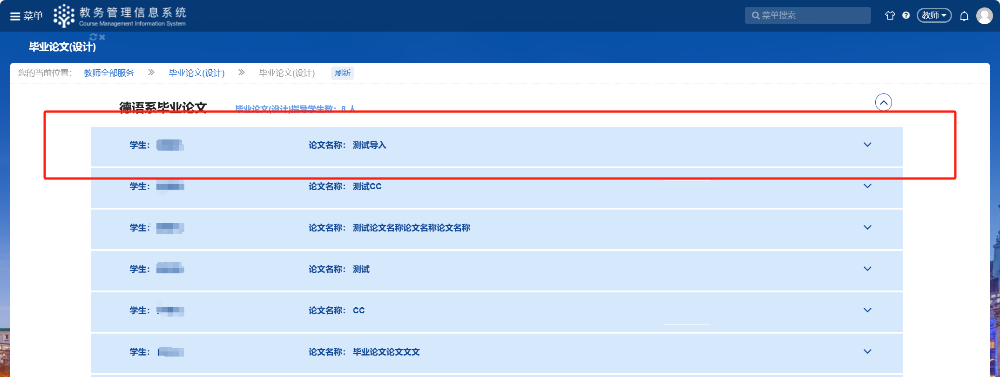 菜单 教务管理信息系统 菜单搜索 教师
Course Management Information System
毕业论文(设计)
您的当前位置： 教师全部服务 毕业论文(设计) 毕业论文(设计) 刷新
德语系毕业论文 毕业论文(设计)指导学生数：8 人
学生： 论文名称： 测试导入
学生： 论文名称： 测试CC
学生： 论文名称： 测试论文名称论文名称论文名称
学生： 论文名称： 测试
学生： 论文名称： CC
学生： 论文名称： 毕业论文论文文文